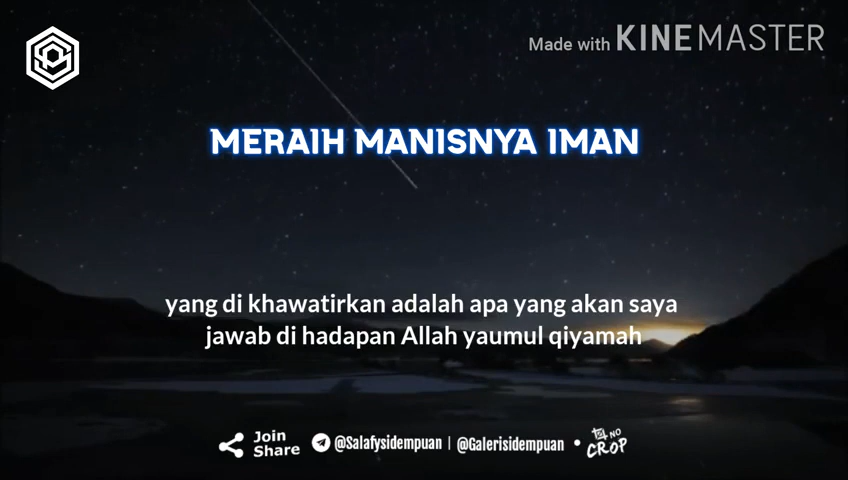 Made with KINEMASTER
MERAIH MANISNYA IMAN
yang di khawatirkan adalah apa yang akan saya
jawab di hadapan Allah yaumul qiyamah
Join
Share
@Salafysidempuan | @Galerisidempuan •
NO
CROP